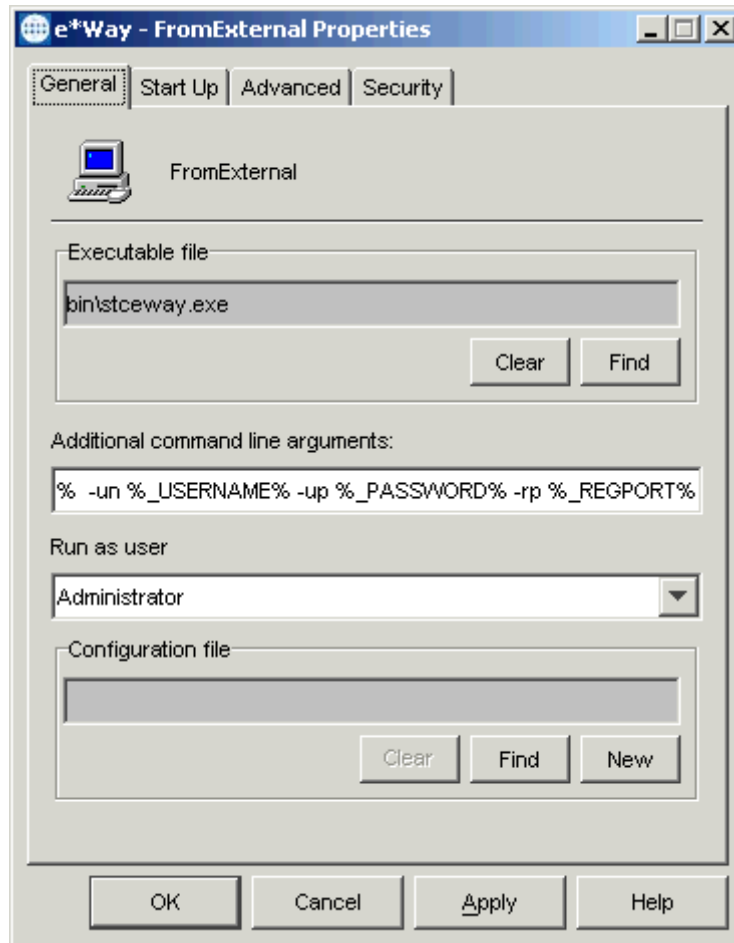 e*Way - FromExternal Properties
General Start Up Advanced Security
FromExternal
Executable file
bin\stceway.exe
Clear Find
Additional command line arguments:
% -un %_USERNAME% -up %_PASSWORD% -rp %_REGPORT%
Run as user
Administrator
Configuration file
Clear Find New
OK Cancel Apply Help